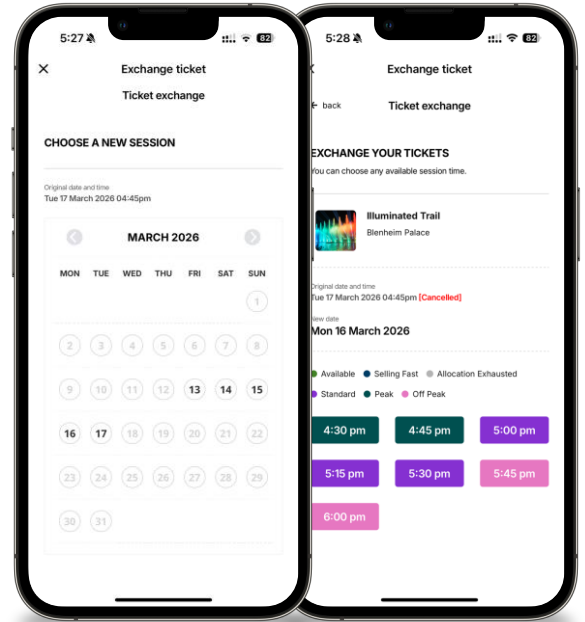 5:27
82
Exchange ticket
Ticket exchange
CHOOSE A NEW SESSION
Original date and time
Tue 17 March 2026 04:45pm
MARCH 2026
MON TUE WED THU FRI SAT SUN
1
2 3 4 5 6 7 8
9 10 11 12 13 14 15
16 17 18 19 20 21 22
23 24 25 26 27 28 29
30 31
5:28
82
Exchange ticket
back
Ticket exchange
EXCHANGE YOUR TICKETS
You can choose any available session time.
Illuminated Trail
Blenheim Palace
Original date and time
Tue 17 March 2026 04:45pm [Cancelled]
New date
Mon 16 March 2026
Available Selling Fast Allocation Exhausted
Standard Peak Off Peak
4:30 pm 4:45 pm 5:00 pm
5:15 pm 5:30 pm 5:45 pm
6:00 pm